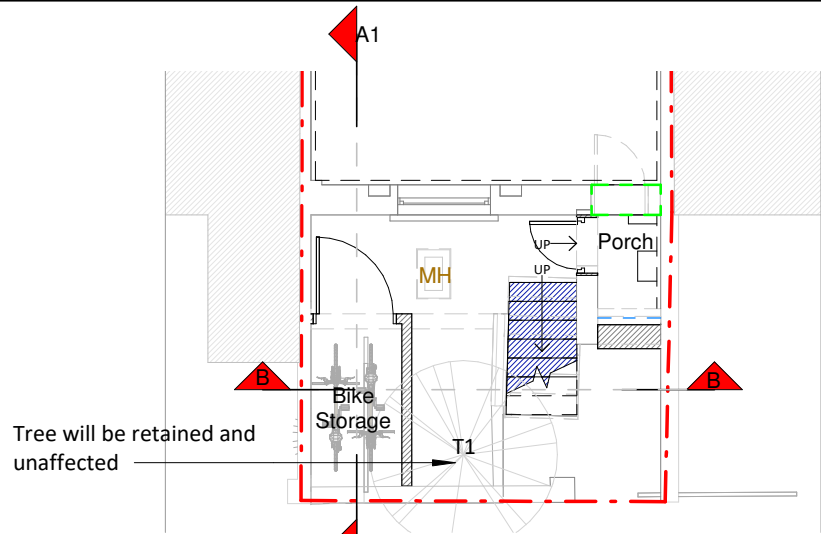 A1
UP
Porch
UP
MH
B
B
Bike
Storage
Tree will be retained and
unaffected
T1